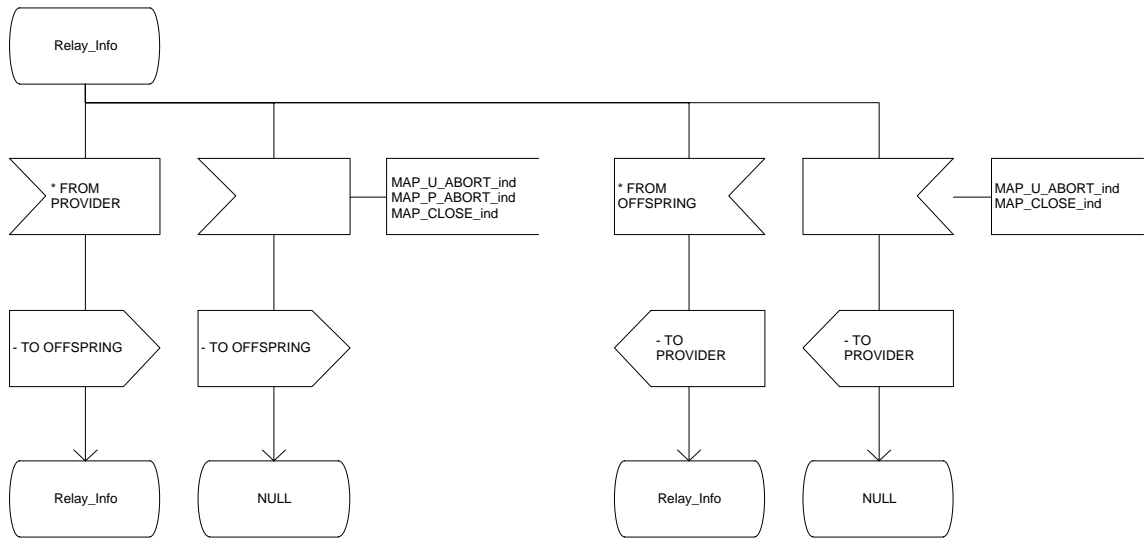 Relay_Info
* FROM
PROVIDER
MAP_U_ABORT_ind
MAP_P_ABORT_ind
MAP_CLOSE_ind
* FROM
OFFSPRING
MAP_U_ABORT_ind
MAP_CLOSE_ind
- TO OFFSPRING
- TO OFFSPRING
- TO
PROVIDER
- TO
PROVIDER
Relay_Info
NULL
Relay_Info
NULL